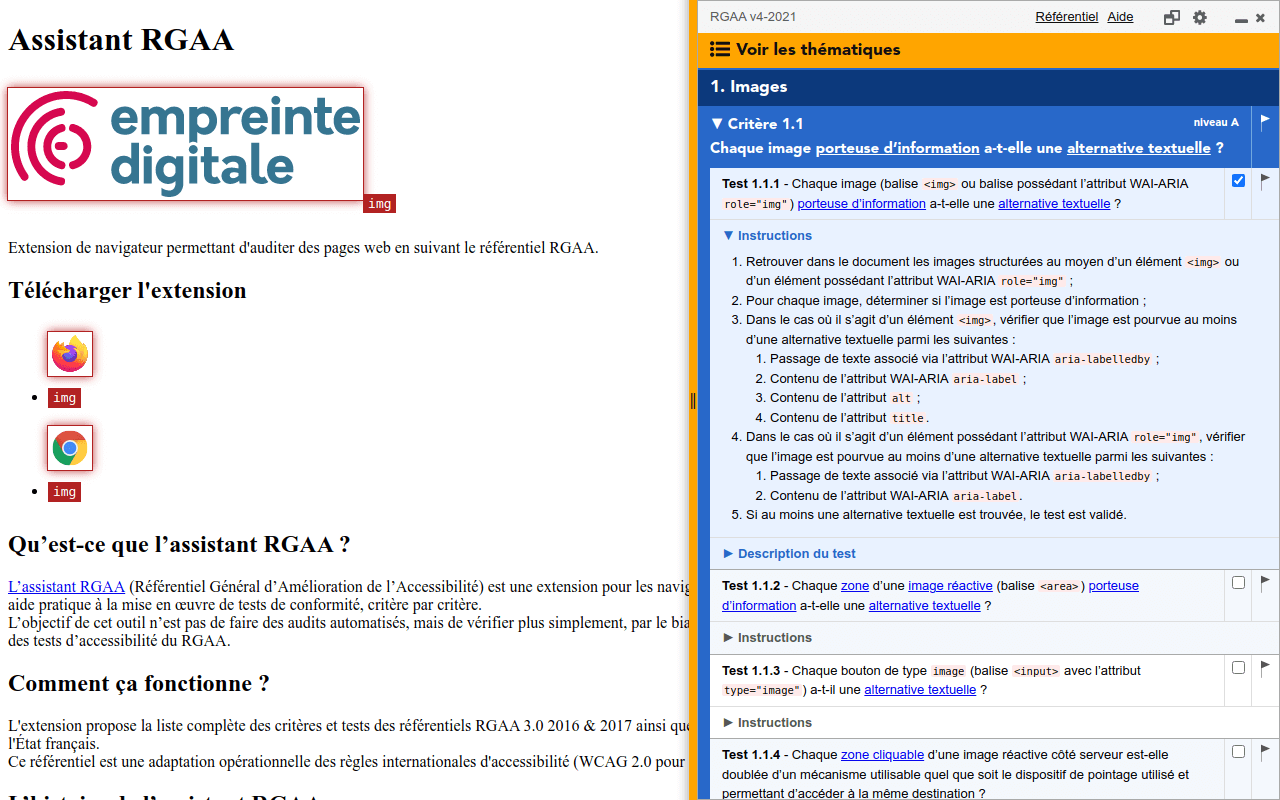 Assistant RGAA
empreinte
digitale
img
Extension de navigateur permettant d'auditer des pages web en suivant le référentiel RGAA.
Télécharger l'extension
img
img
Qu’est-ce que l’assistant RGAA ?
L’assistant RGAA (Référentiel Général d’Amélioration de l’Accessibilité) est une extension pour les navig
aide pratique à la mise en œuvre de tests de conformité, critère par critère.
L’objectif de cet outil n’est pas de faire des audits automatisés, mais de vérifier plus simplement, par le bia
des tests d’accessibilité du RGAA.
Comment ça fonctionne ?
L'extension propose la liste complète des critères et tests des référentiels RGAA 3.0 2016 & 2017 ainsi que
l'État français.
Ce référentiel est une adaptation opérationnelle des règles internationales d'accessibilité (WCAG 2.0 pour
L’histoire de l’assistant RGAA
RGAA v4-2021
Référentiel Aide
Voir les thématiques
1. Images
▼ Critère 1.1 niveau A
Chaque image porteuse d’information a-t-elle une alternative textuelle ?
Test 1.1.1 - Chaque image (balise <img> ou balise possédant l’attribut WAI-ARIA
role="img") porteuse d’information a-t-elle une alternative textuelle ?
▼ Instructions
1. Retrouver dans le document les images structurées au moyen d’un élément <img> ou
d’un élément possédant l’attribut WAI-ARIA role="img" ;
2. Pour chaque image, déterminer si l’image est porteuse d’information ;
3. Dans le cas où il s’agit d’un élément <img>, vérifier que l’image est pourvue au moins
d’une alternative textuelle parmi les suivantes :
1. Passage de texte associé via l’attribut WAI-ARIA aria-labelledby ;
2. Contenu de l’attribut WAI-ARIA aria-label ;
3. Contenu de l’attribut alt ;
4. Contenu de l’attribut title.
4. Dans le cas où il s’agit d’un élément possédant l’attribut WAI-ARIA role="img", vérifier
que l’image est pourvue au moins d’une alternative textuelle parmi les suivantes :
1. Passage de texte associé via l’attribut WAI-ARIA aria-labelledby ;
2. Contenu de l’attribut WAI-ARIA aria-label.
5. Si au moins une alternative textuelle est trouvée, le test est validé.
► Description du test
Test 1.1.2 - Chaque zone d’une image réactive (balise <area>) porteuse
d’information a-t-elle une alternative textuelle ?
► Instructions
Test 1.1.3 - Chaque bouton de type image (balise <input> avec l’attribut
type="image") a-t-il une alternative textuelle ?
► Instructions
Test 1.1.4 - Chaque zone cliquable d’une image réactive côté serveur est-elle
doublée d’un mécanisme utilisable quel que soit le dispositif de pointage utilisé et
permettant d’accéder à la même destination ?